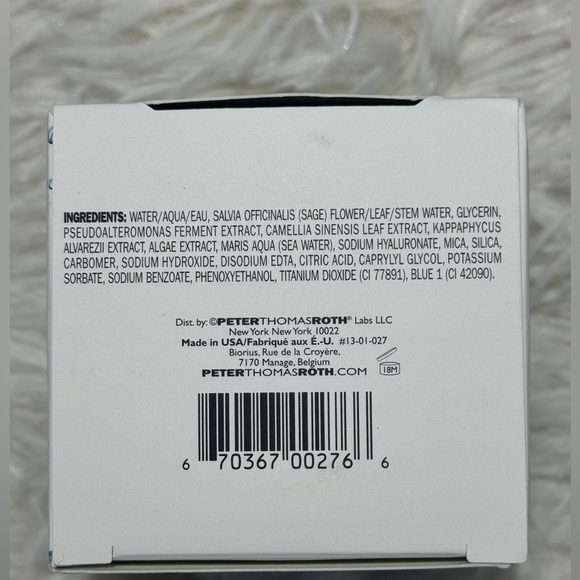 INGREDIENTS: WATER/AQUA/EAU, SALVIA OFFICINALIS (SAGE) FLOWER/LEAF/STEM WATER, GLYCERIN,
PSEUDOALTEROMONAS FERMENT EXTRACT, CAMELLIA SINENSIS LEAF EXTRACT, KAPPAPHYCUS
ALVAREZII EXTRACT, ALGAE EXTRACT, MARIS AQUA (SEA WATER), SODIUM HYALURONATE, MICA, SILICA,
CARBOMER, SODIUM HYDROXIDE, DISODIUM EDTA, CITRIC ACID, CAPRYLYL GLYCOL, POTASSIUM
SORBATE, SODIUM BENZOATE, PHENOXYETHANOL, TITANIUM DIOXIDE (CI 77891), BLUE 1 (CI 42090).
Dist. by: ©PETERTHOMASROTH® Labs LLC
New York New York 10022
Made in USA/Fabriqué aux É.-U. #13-01-027
Biorius, Rue de la Croyère,
7170 Manage, Belgium
PETERTHOMASROTH.COM
18M
6 70367 00276 6